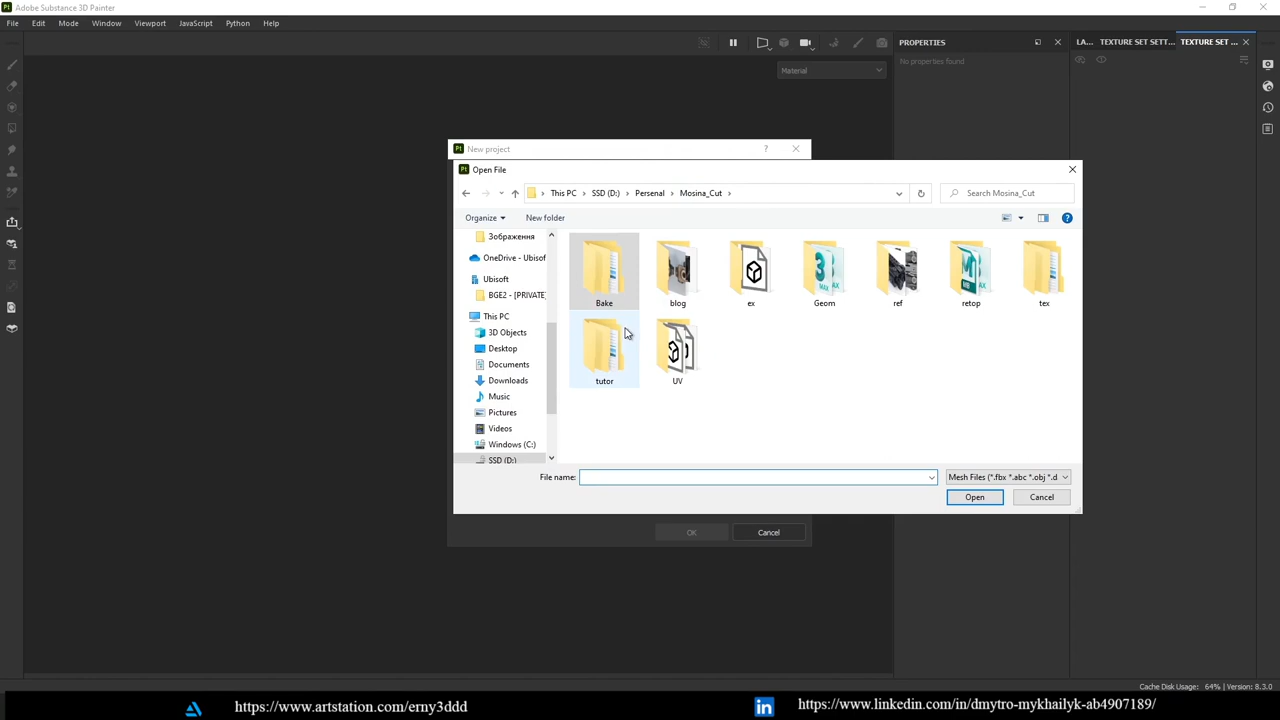 Adobe Substance 3D Painter
File Edit Mode Window Viewport JavaScript Python Help
PROPERTIES
LA... TEXTURE SET SETT... TEXTURE SET ...
No properties found
Material
New project
Open File
This PC > SSD (D:) > Personal > Mosina_Cut >
Search Mosina_Cut
Organize
New folder
Зображення
OneDrive - Ubisof
Ubisoft
BGE2 - [PRIVATE]
This PC
3D Objects
Desktop
Documents
Downloads
Music
Pictures
Videos
Windows (C:)
SSD (D:)
Bake
blog
ex
Geom
ref
retop
tex
tutor
UV
File name:
Mesh Files (*.fbx *.abc *.obj *.d
Open
Cancel
OK
Cancel
Cache Disk Usage: 64% | Version: 8.3.0
https://www.artstation.com/erny3ddd
https://www.linkedin.com/in/dmytro-mykhailyk-ab4907189/